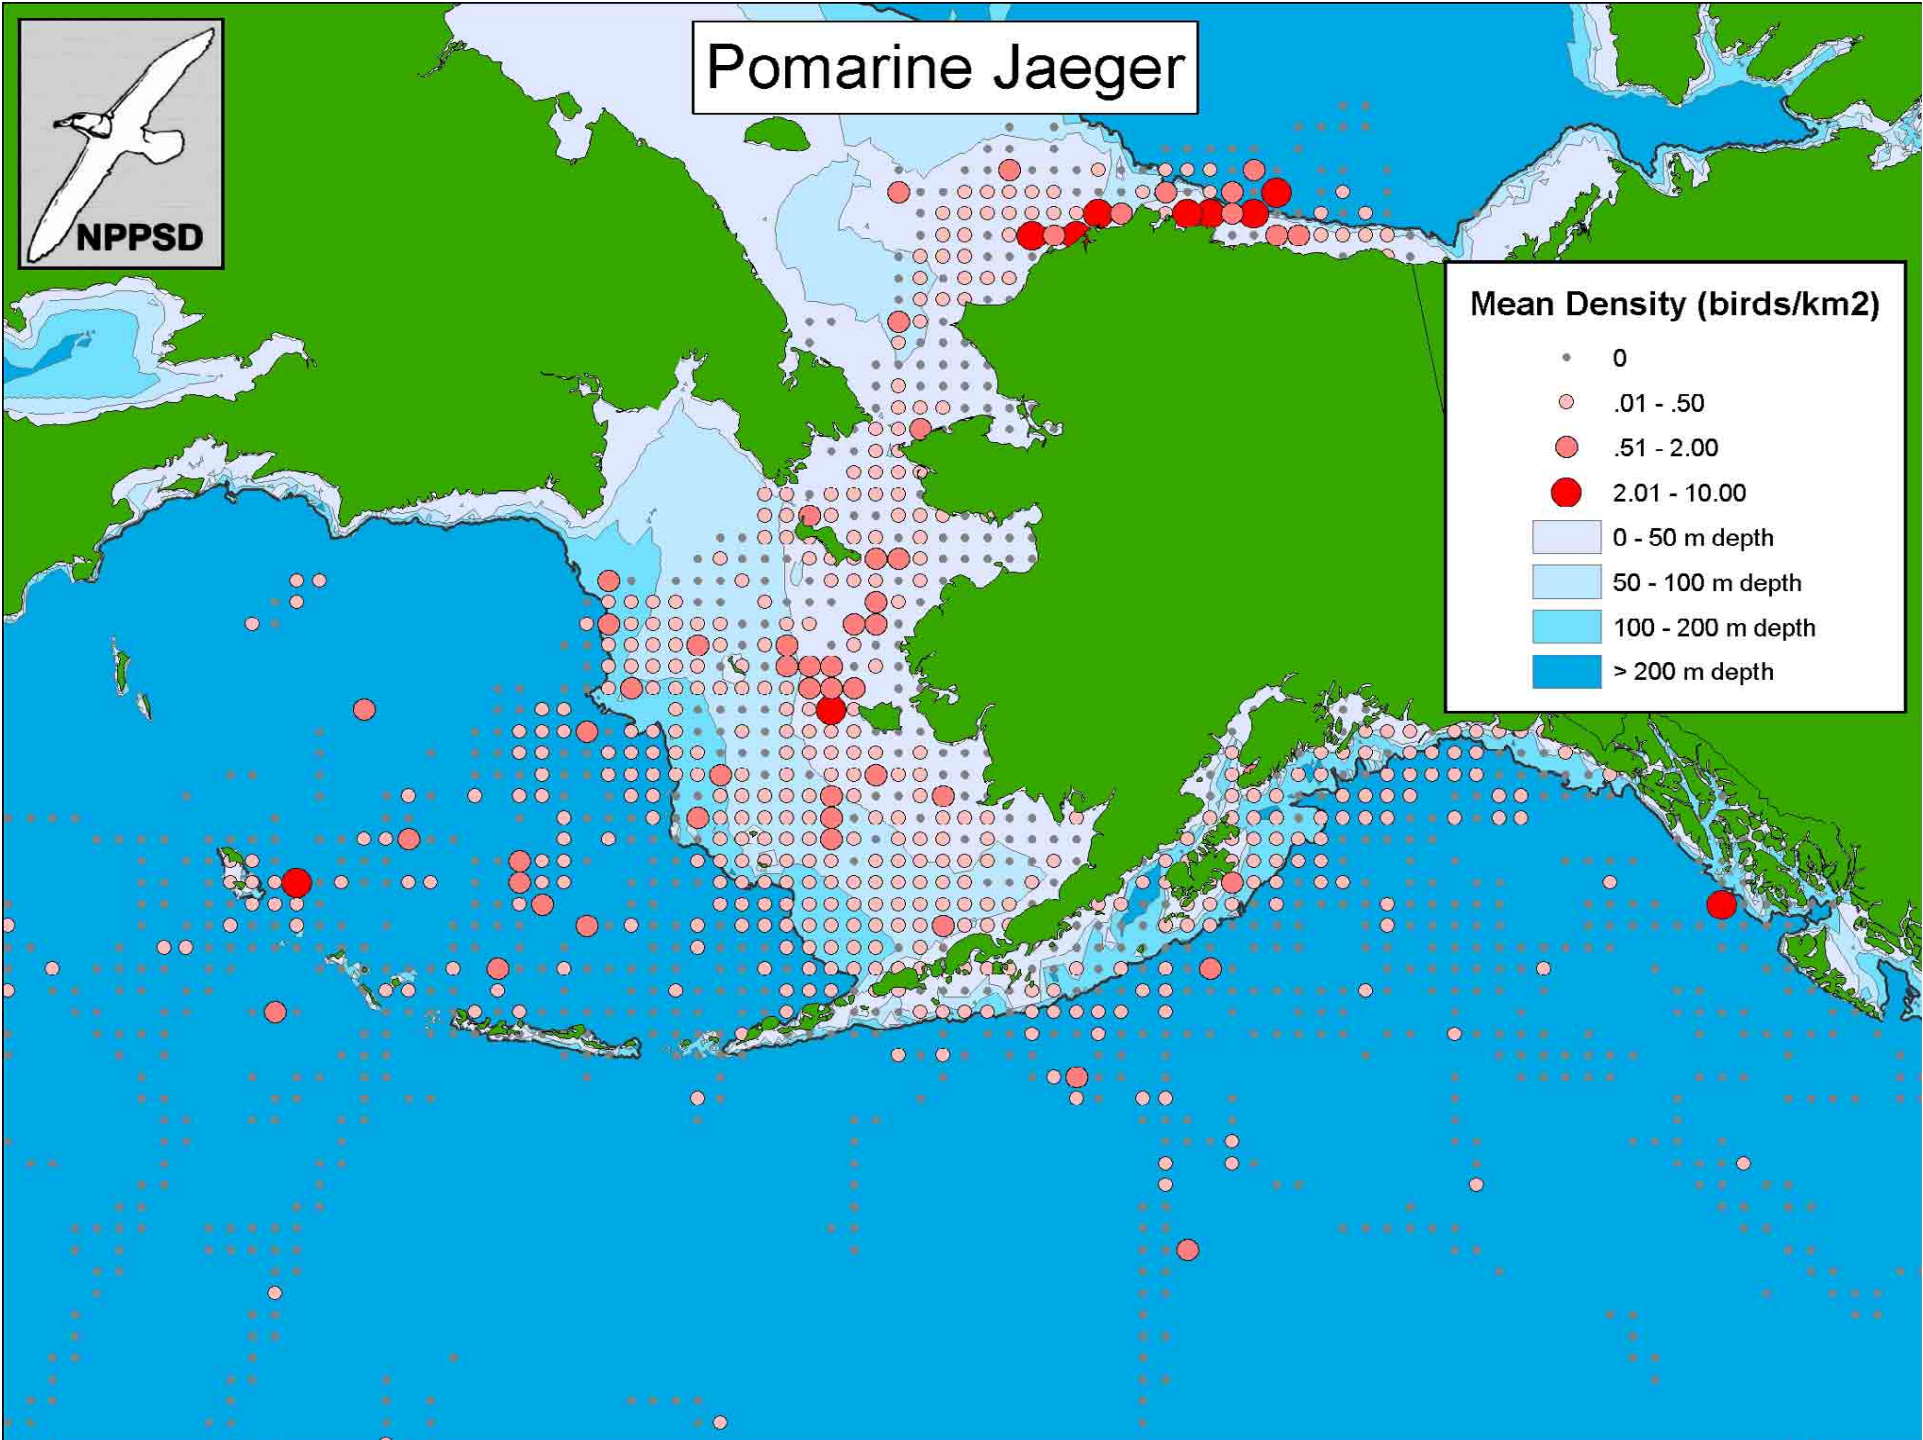 Pomarine Jaeger
NPPSD
Mean Density (birds/km2)
0
.01 - .50
.51 - 2.00
2.01 - 10.00
0 - 50 m depth
50 - 100 m depth
100 - 200 m depth
> 200 m depth